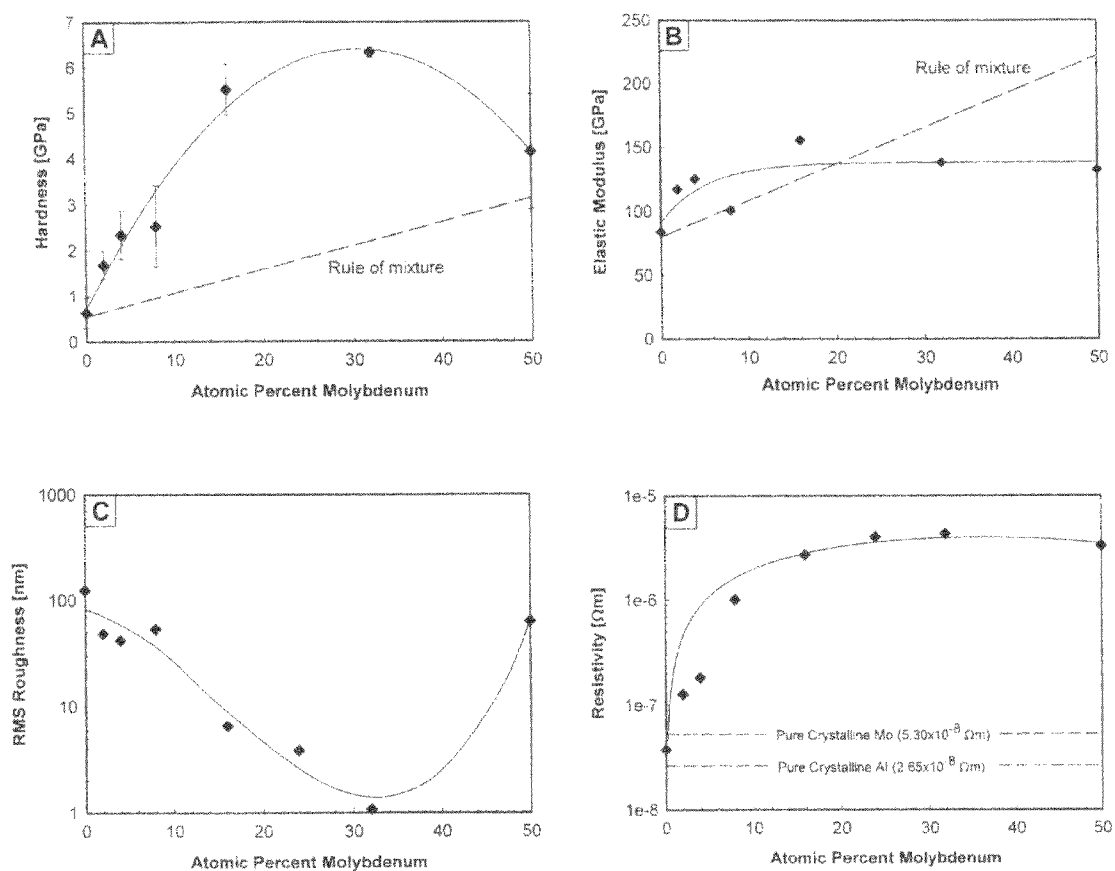 A
Hardness [GPa]
7
6
5
4
3
2
1
0
Rule of mixture
0 10 20 30 40 50
Atomic Percent Molybdenum
B
Elastic Modulus [GPa]
250
200
150
100
50
0
Rule of mixture
0 10 20 30 40 50
Atomic Percent Molybdenum
C
RMS Roughness [nm]
1000
100
10
1
0 10 20 30 40 50
Atomic Percent Molybdenum
D
Resistivity [Ωm]
1e-5
1e-6
1e-7
1e-8
Pure Crystalline Mo (5.30x10⁻⁸ Ωm)
Pure Crystalline Al (2.65x10⁻⁸ Ωm)
0 10 20 30 40 50
Atomic Percent Molybdenum